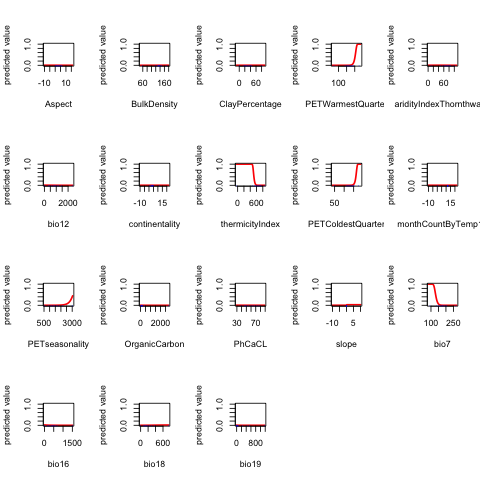 predicted value
0.0 1.0
-10 10
Aspect
predicted value
0.0 1.0
60 160
BulkDensity
predicted value
0.0 1.0
0 60
ClayPercentage
predicted value
0.0 1.0
100
PETWarmestQuarte
predicted value
0.0 1.0
0 60
aridityIndexThornthwa
predicted value
0.0 1.0
0 2000
bio12
predicted value
0.0 1.0
-10 15
continentality
predicted value
0.0 1.0
0 600
thermicityIndex
predicted value
0.0 1.0
50
PETColdestQuarter
predicted value
0.0 1.0
-10 15
monthCountByTemp1
predicted value
0.0 1.0
500 3000
PETseasonality
predicted value
0.0 1.0
0 2000
OrganicCarbon
predicted value
0.0 1.0
30 70
PhCaCL
predicted value
0.0 1.0
-10 5
slope
predicted value
0.0 1.0
100 250
bio7
predicted value
0.0 1.0
0 1500
bio16
predicted value
0.0 1.0
0 600
bio18
predicted value
0.0 1.0
0 800
bio19